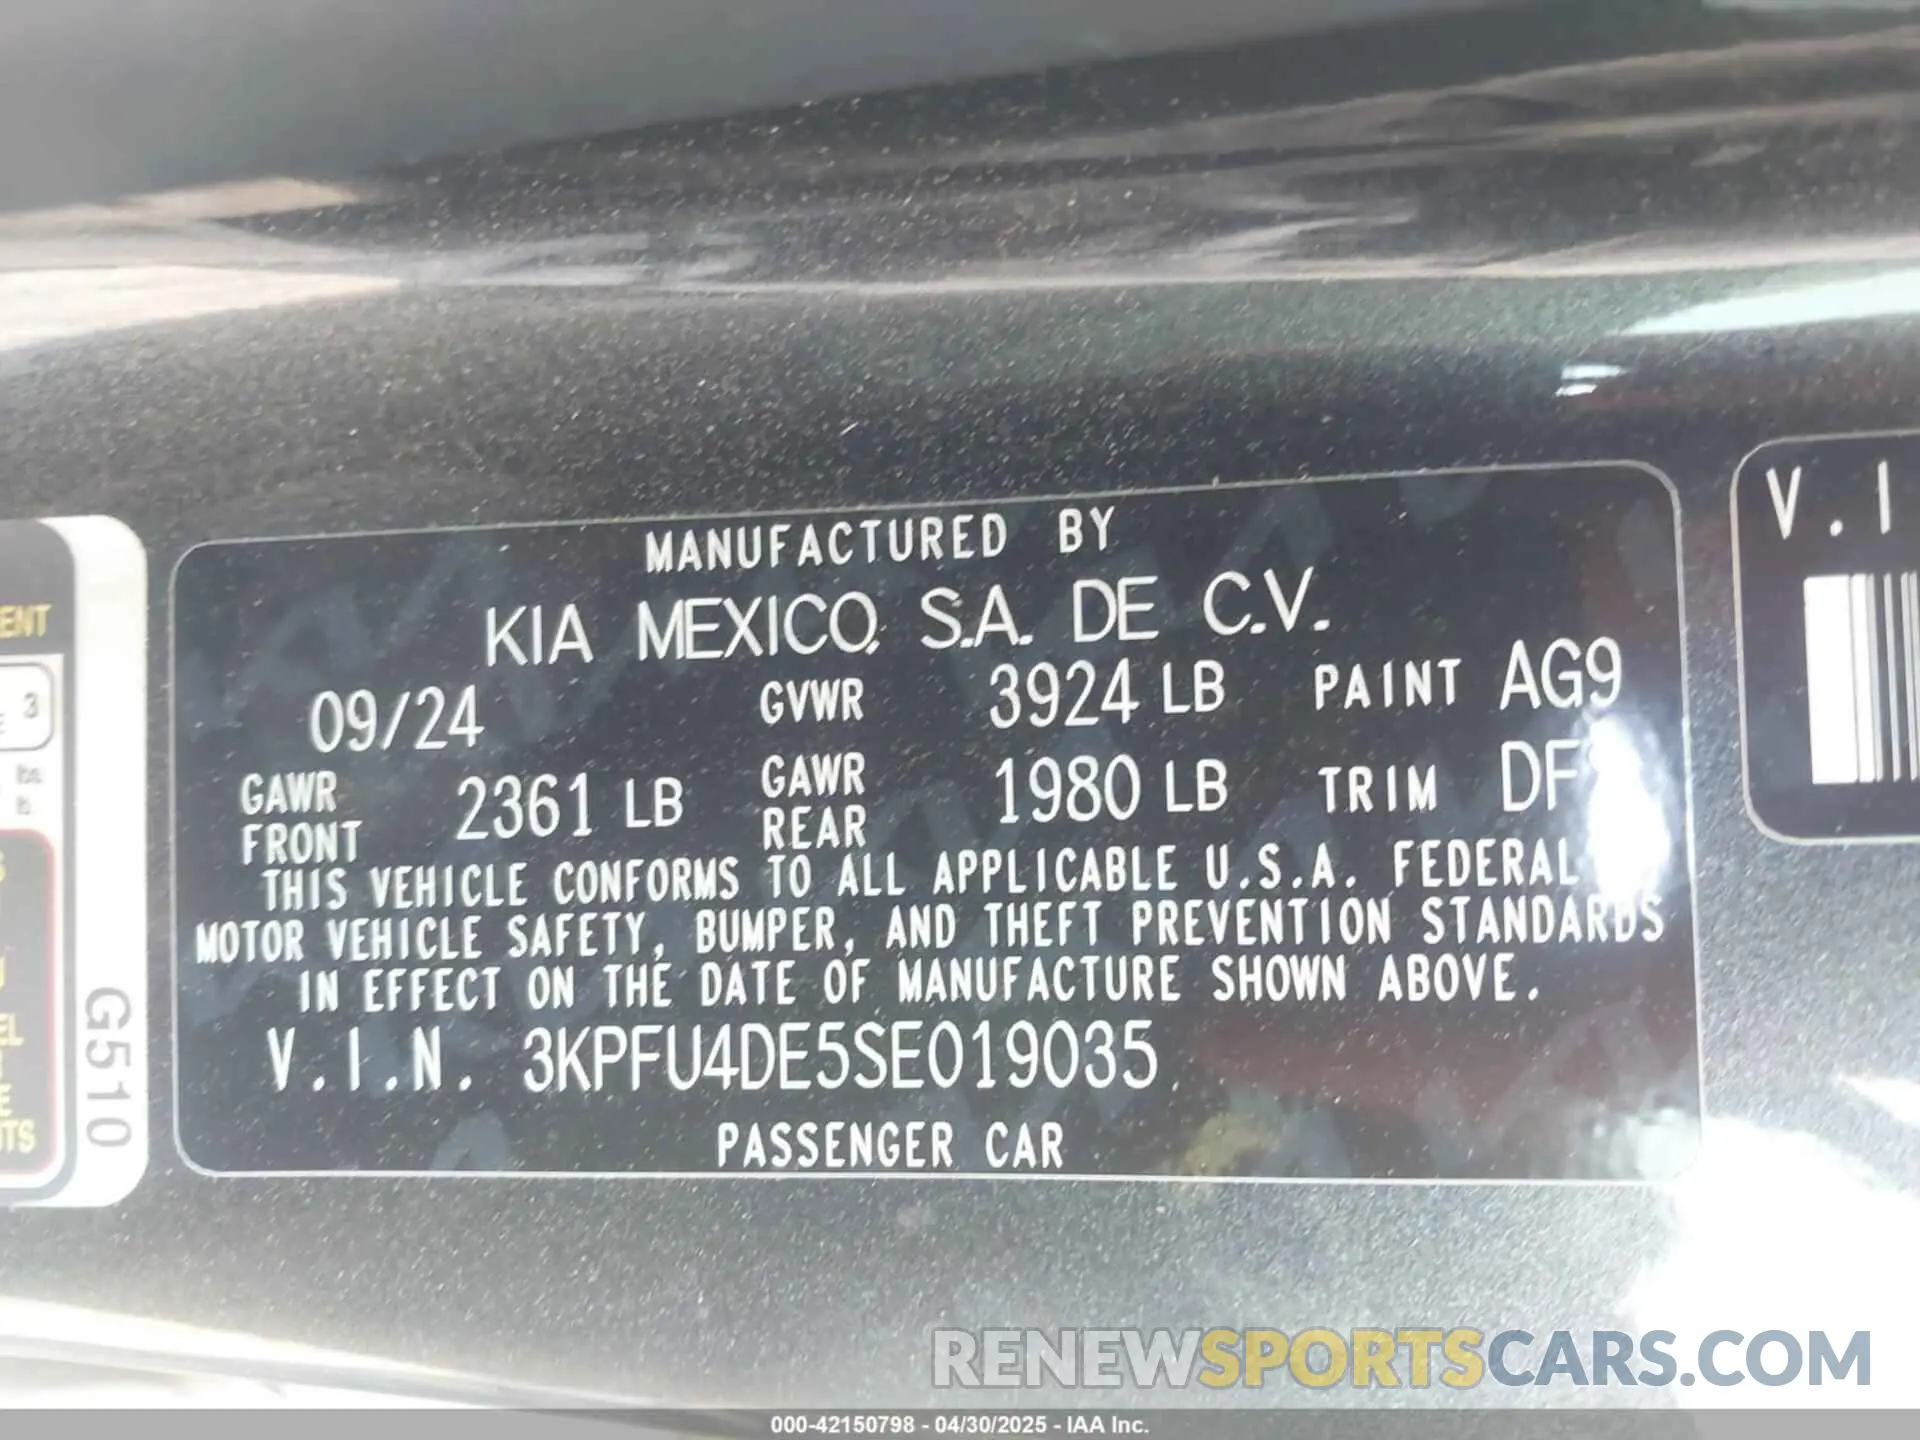 MANUFACTURED BY
KIA MEXICO, S.A. DE C.V.
09/24 GVWR 3924 LB PAINT AG9
GAWR FRONT 2361 LB GAWR REAR 1980 LB TRIM
THIS VEHICLE CONFORMS TO ALL APPLICABLE U.S.A. FEDERAL
MOTOR VEHICLE SAFETY, BUMPER, AND THEFT PREVENTION STANDARDS
IN EFFECT ON THE DATE OF MANUFACTURE SHOWN ABOVE.
V.I.N. 3KPFU4DE5SE019035
PASSENGER CAR
G510
3
lbs
lb.
V.I
RENEWSPORTSCARS.COM
000-42150798 - 04/30/2025 - IAA Inc.